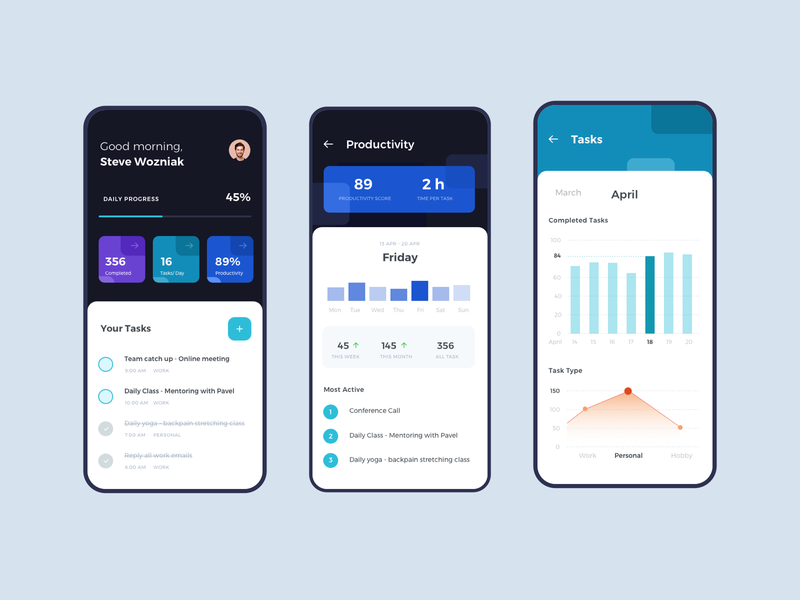 Good morning,
Steve Wozniak
DAILY PROGRESS
45%
356
Completed
16
Tasks/ Day
89%
Productivity
Your Tasks
+
Team catch up - Online meeting
9:00 AM WORK
Daily Class - Mentoring with Pavel
10:00 AM WORK
Daily yoga - backpain stretching class
7:00 AM PERSONAL
Reply all work emails
8:00 AM WORK
Productivity
89
PRODUCTIVITY SCORE
2 h
TIME PER TASK
13 APR - 20 APR
Friday
Mon Tue Wed Thu Fri Sat Sun
45
THIS WEEK
145
THIS MONTH
356
ALL TASK
Most Active
1 Conference Call
2 Daily Class - Mentoring with Pavel
3 Daily yoga - backpain stretching class
Tasks
March April
Completed Tasks
100
84
60
40
20
0
April 14 15 16 17 18 19 20
Task Type
150
100
50
0
Work Personal Hobby